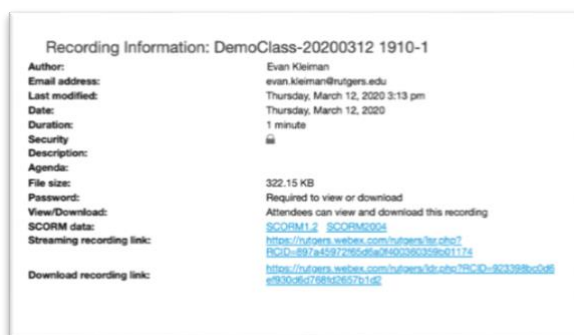 Recording Information: DemoClass-20200312 1910-1
Author: Evan Kleiman
Email address: evan.kleiman@rutgers.edu
Last modified: Thursday, March 12, 2020 3:13 pm
Date: Thursday, March 12, 2020
Duration: 1 minute
Security
Description:
Agenda:
File size: 322.15 KB
Password: Required to view or download
View/Download: Attendees can view and download this recording
SCORM data: SCORM1.2 SCORM2004
Streaming recording link: https://rutgers.webex.com/rutgers/lsr.php?
Download recording link: https://rutgers.webex.com/rutgers/ldr.php?